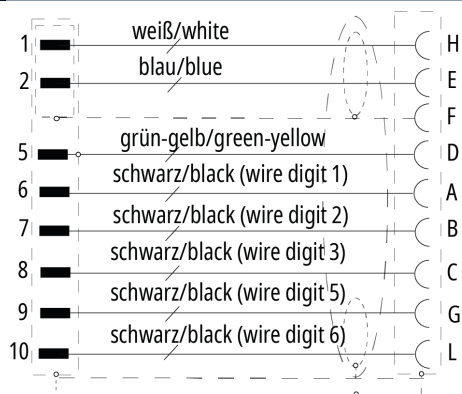 1 weiß/white H
2 blau/blue E
F
5 grün-gelb/green-yellow D
6 schwarz/black (wire digit 1) A
7 schwarz/black (wire digit 2) B
8 schwarz/black (wire digit 3) C
9 schwarz/black (wire digit 5) G
10 schwarz/black (wire digit 6) L